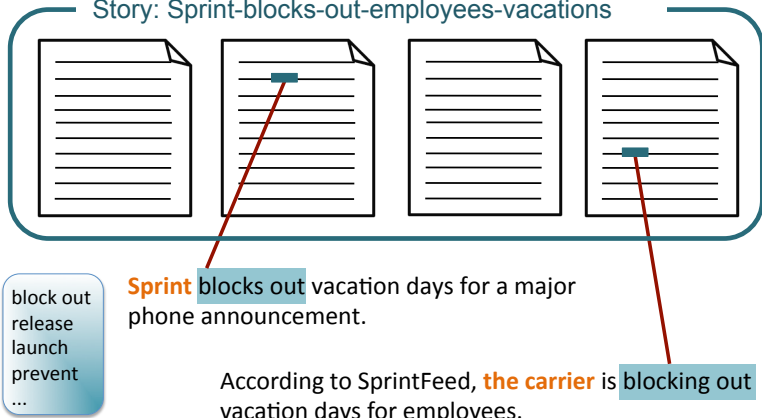 Story: Sprint-blocks-out-employees-vacations
block out
release
launch
prevent
...
Sprint blocks out vacation days for a major
phone announcement.
According to SprintFeed, the carrier is blocking out
vacation days for employees.